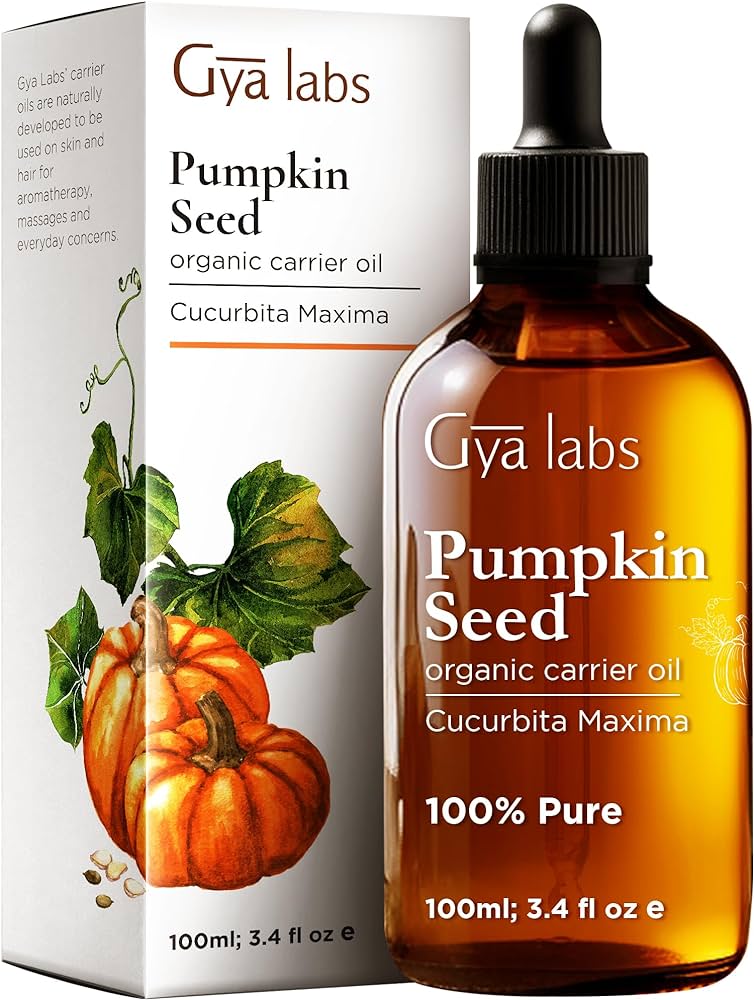 Gya Labs' carrier
oils are naturally
developed to be
used on skin and
hair for
aromatherapy,
massages and
everyday concerns.
Gya labs
Pumpkin
Seed
organic carrier oil
Cucurbita Maxima
100ml; 3.4 fl oz e
Gya labs
Pumpkin
Seed
organic carrier oil
Cucurbita Maxima
100% Pure
100ml; 3.4 fl oz e